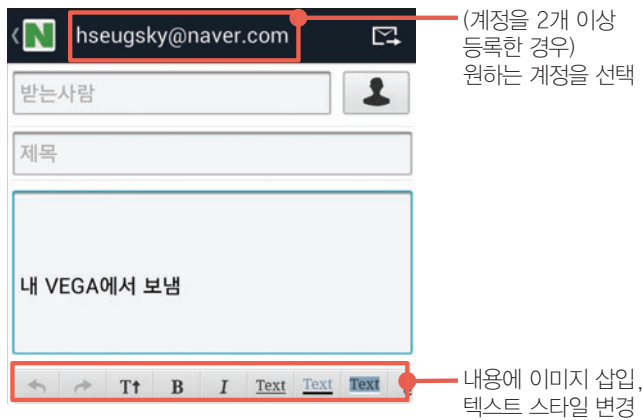 N hseugsky@naver.com
(계정을 2개 이상
등록한 경우)
원하는 계정을 선택
받는사람
제목
내 VEGA에서 보냄
T B I Text Text Text
내용에 이미지 삽입,
텍스트 스타일 변경